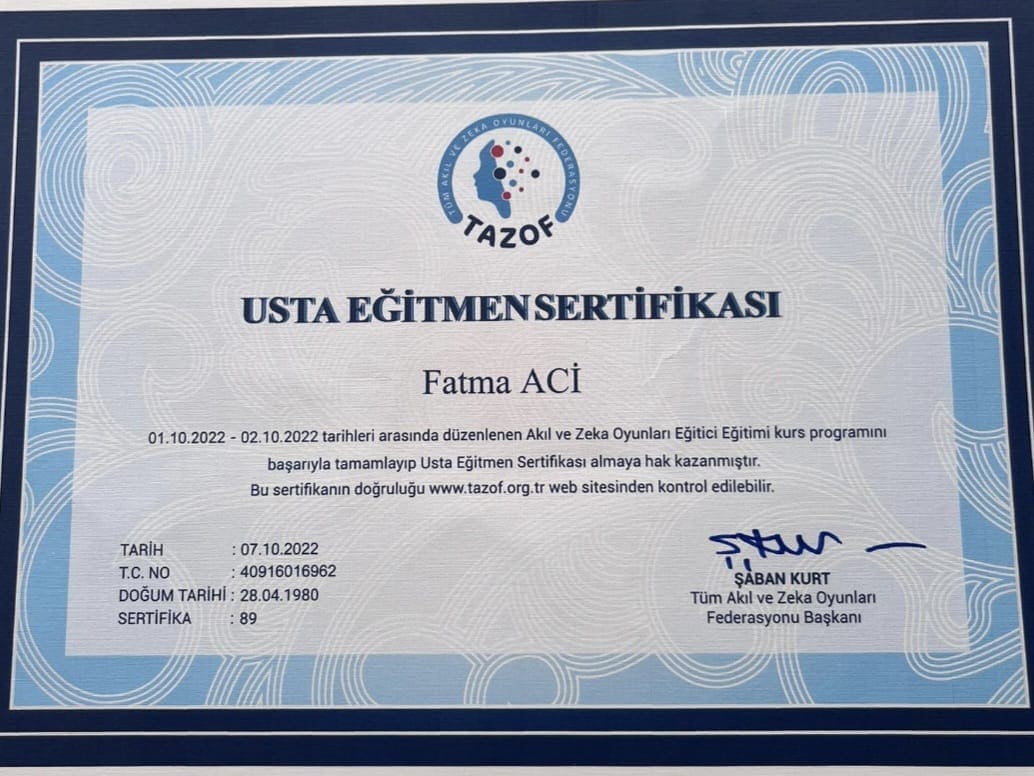 TÜM AKIL VE ZEKA OYUNLARI FEDERASYONU
TAZOF
USTA EĞİTMEN SERTİFİKASI
Fatma ACİ
01.10.2022 - 02.10.2022 tarihleri arasında düzenlenen Akıl ve Zeka Oyunları Eğitici Eğitimi kurs programını
başarıyla tamamlayıp Usta Eğitmen Sertifikası almaya hak kazanmıştır.
Bu sertifikanın doğruluğu www.tazof.org.tr web sitesinden kontrol edilebilir.
TARİH : 07.10.2022
T.C. NO : 40916016962
DOĞUM TARİHİ : 28.04.1980
SERTİFİKA : 89
ŞABAN KURT
Tüm Akıl ve Zeka Oyunları
Federasyonu Başkanı